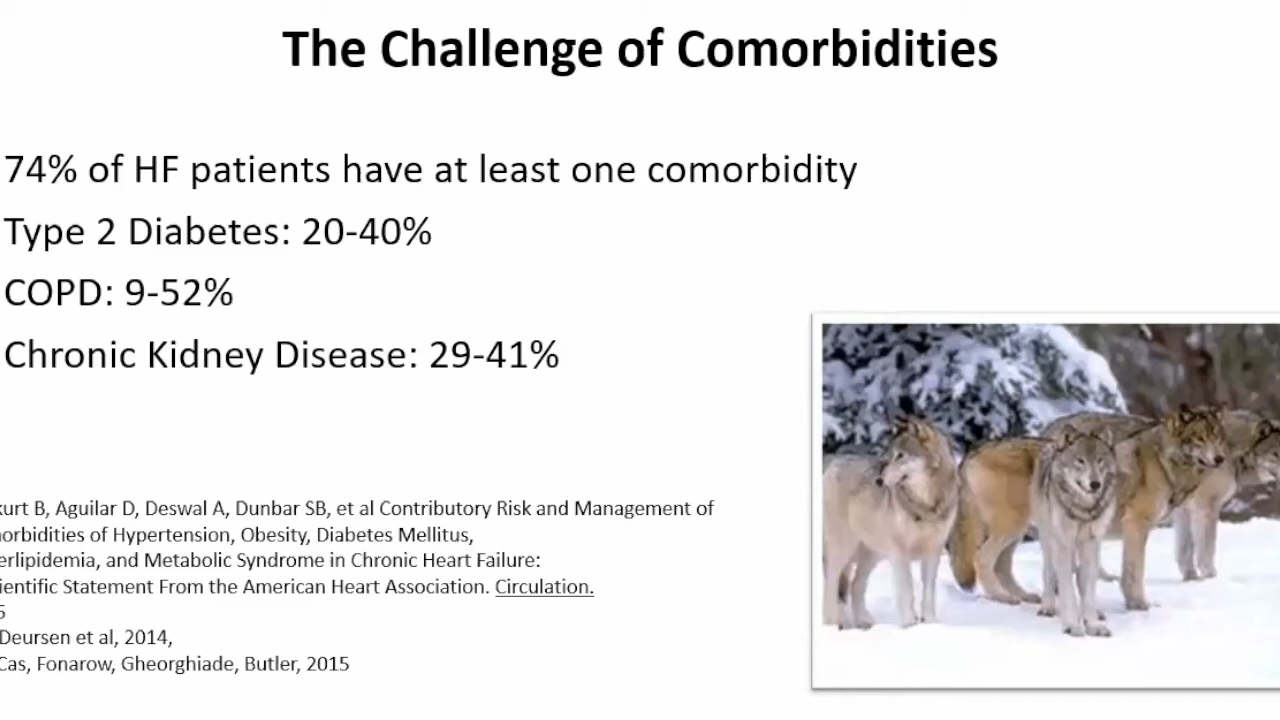 The Challenge of Comorbidities
74% of HF patients have at least one comorbidity
Type 2 Diabetes: 20-40%
COPD: 9-52%
Chronic Kidney Disease: 29-41%
kurt B, Aguilar D, Deswal A, Dunbar SB, et al Contributory Risk and Management of
orbidities of Hypertension, Obesity, Diabetes Mellitus,
erlipidemia, and Metabolic Syndrome in Chronic Heart Failure:
ientific Statement From the American Heart Association. Circulation.
5
Deursen et al, 2014,
Cas, Fonarow, Gheorghiade, Butler, 2015